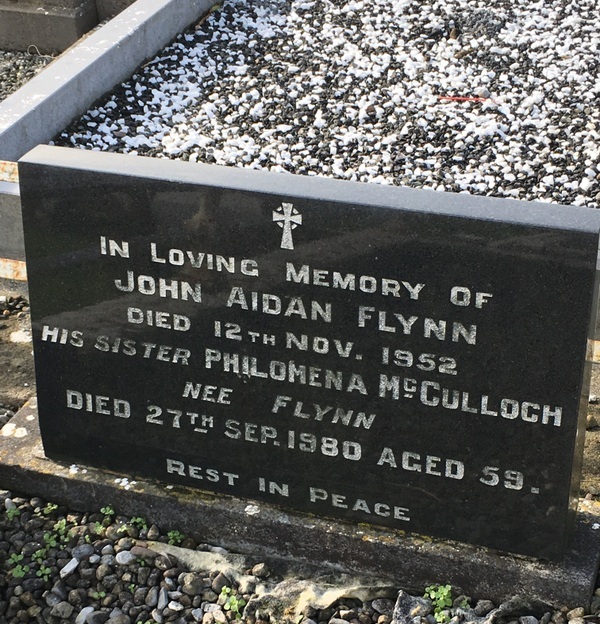 IN LOVING MEMORY OF
JOHN AIDAN FLYNN
DIED 12TH NOV. 1952
HIS SISTER PHILOMENA McCULLOCH
NEE FLYNN
DIED 27TH SEP. 1980 AGED 59.
REST IN PEACE